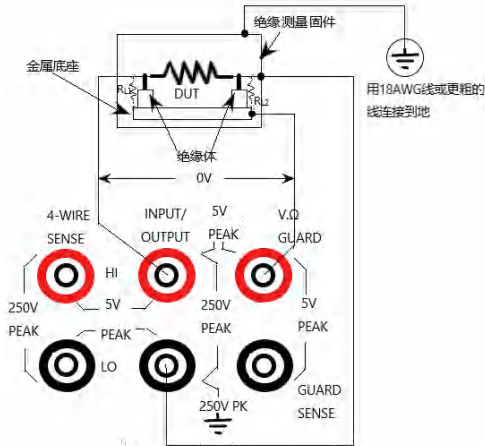 绝缘测量固件
金属底座
RL1
DUT
RL2
用18AWG线或更粗的
线连接到地
绝缘体
0V
4-WIRE
SENSE
INPUT/
OUTPUT
5V
PEAK
V.Ω
GUARD
HI
250V
PEAK
5V
PEAK
250V
PEAK
5V
PEAK
LO
250V PK
GUARD
SENSE